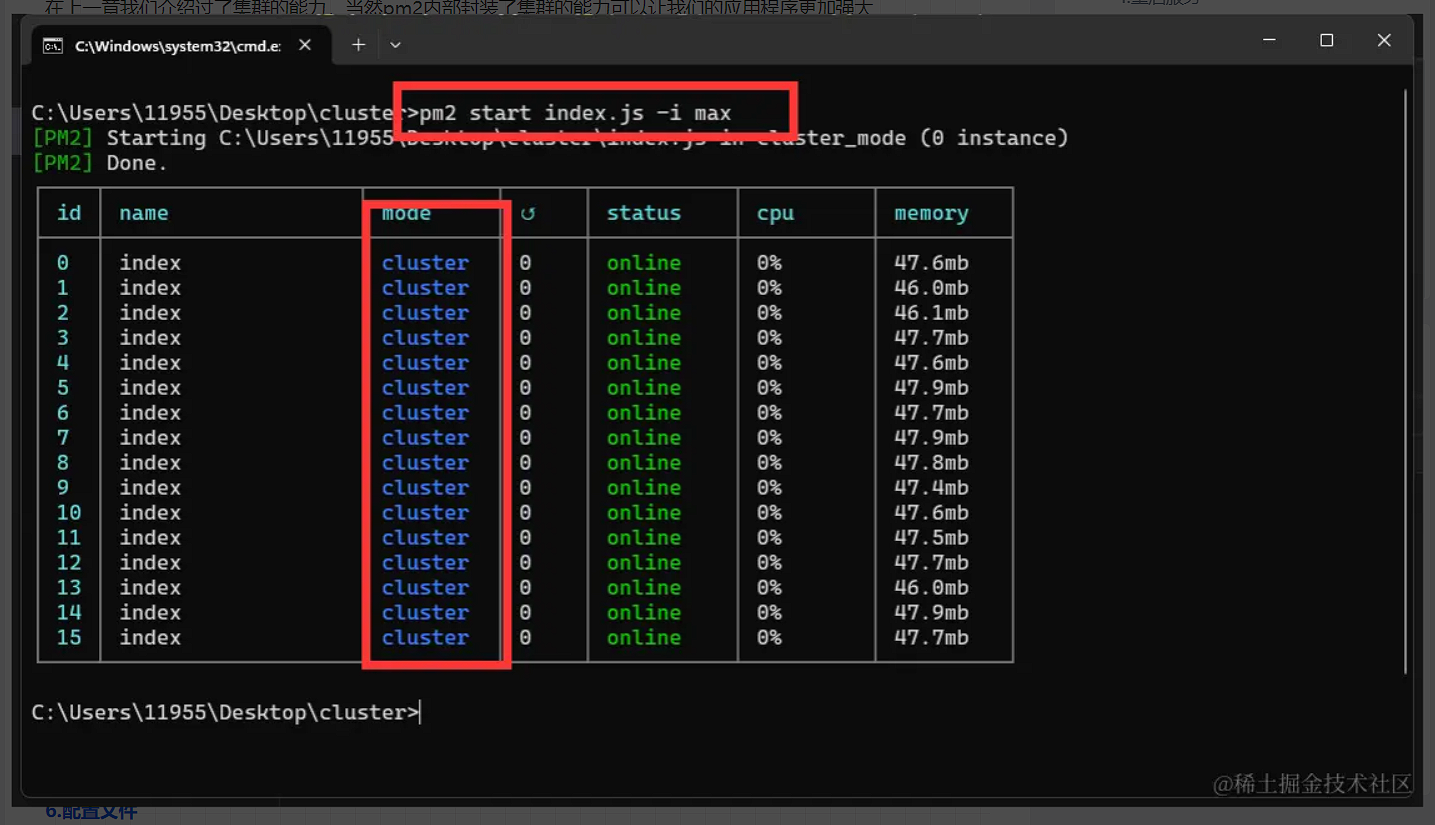 在上一章我们介绍过了集群的能力，当然pm2内部封装了集群的能力可以让我们的应用程序更加强大
C:\Windows\system32\cmd.e:
C:\Users\11955\Desktop\cluster>pm2 start index.js -i max
[PM2] Starting C:\Users\11955\Desktop\cluster\index.js in cluster_mode (0 instance)
[PM2] Done.
id name mode ↺ status cpu memory
0 index cluster 0 online 0% 47.6mb
1 index cluster 0 online 0% 46.0mb
2 index cluster 0 online 0% 46.1mb
3 index cluster 0 online 0% 47.7mb
4 index cluster 0 online 0% 47.6mb
5 index cluster 0 online 0% 47.9mb
6 index cluster 0 online 0% 47.7mb
7 index cluster 0 online 0% 47.9mb
8 index cluster 0 online 0% 47.8mb
9 index cluster 0 online 0% 47.4mb
10 index cluster 0 online 0% 47.6mb
11 index cluster 0 online 0% 47.5mb
12 index cluster 0 online 0% 47.7mb
13 index cluster 0 online 0% 46.0mb
14 index cluster 0 online 0% 47.9mb
15 index cluster 0 online 0% 47.7mb
C:\Users\11955\Desktop\cluster>
@稀土掘金技术社区
6.配置文件